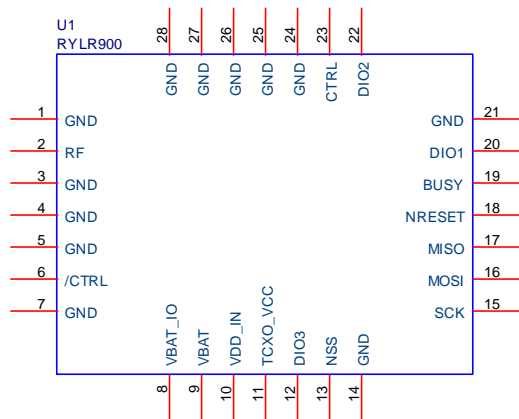 U1
RYLR900
28 27 26 25 24 23 22
GND GND GND GND GND CTRL DIO2
1 GND
2 RF
3 GND
4 GND
5 GND
6 /CTRL
7 GND
GND 21
DIO1 20
BUSY 19
NRESET 18
MISO 17
MOSI 16
SCK 15
VBAT_IO VBAT VDD_IN TCXO_VCC DIO3 NSS GND
8 9 10 11 12 13 14